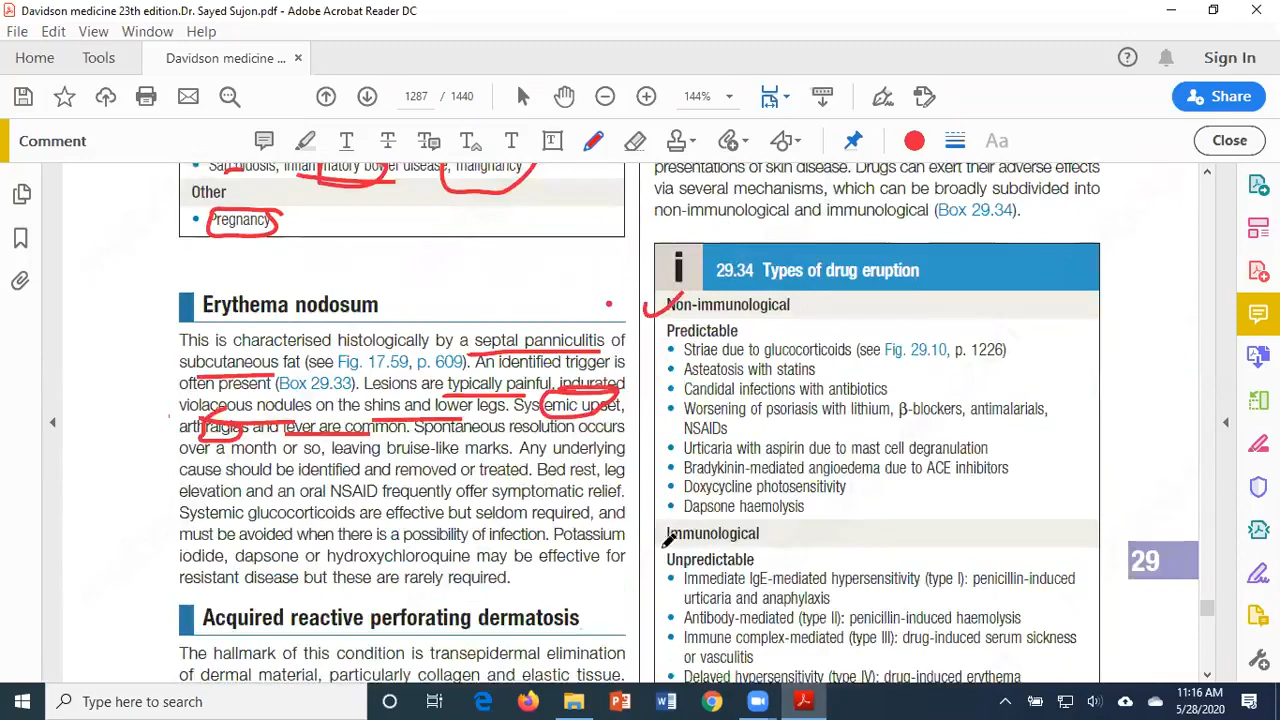 Davidson medicine 23th edition.Dr. Sayed Sujon.pdf - Adobe Acrobat Reader DC
File Edit View Window Help
Home Tools Davidson medicine ... × Sign In
1287 / 1440 144% Share
Comment Aa Close
Sarcoidosis, inflammatory bowel disease, malignancy
Other
• Pregnancy
Erythema nodosum
This is characterised histologically by a septal panniculitis of
subcutaneous fat (see Fig. 17.59, p. 609). An identified trigger is
often present (Box 29.33). Lesions are typically painful, indurated
violaceous nodules on the shins and lower legs. Systemic upset,
arthralgias and fever are common. Spontaneous resolution occurs
over a month or so, leaving bruise-like marks. Any underlying
cause should be identified and removed or treated. Bed rest, leg
elevation and an oral NSAID frequently offer symptomatic relief.
Systemic glucocorticoids are effective but seldom required, and
must be avoided when there is a possibility of infection. Potassium
iodide, dapsone or hydroxychloroquine may be effective for
resistant disease but these are rarely required.
Acquired reactive perforating dermatosis
The hallmark of this condition is transepidermal elimination
of dermal material, particularly collagen and elastic tissue.
presentations of skin disease. Drugs can exert their adverse effects
via several mechanisms, which can be broadly subdivided into
non-immunological and immunological (Box 29.34).
i 29.34 Types of drug eruption
Non-immunological
Predictable
• Striae due to glucocorticoids (see Fig. 29.10, p. 1226)
• Asteatosis with statins
• Candidal infections with antibiotics
• Worsening of psoriasis with lithium, β-blockers, antimalarials,
NSAIDs
• Urticaria with aspirin due to mast cell degranulation
• Bradykinin-mediated angioedema due to ACE inhibitors
• Doxycycline photosensitivity
• Dapsone haemolysis
Immunological
Unpredictable
• Immediate IgE-mediated hypersensitivity (type I): penicillin-induced
urticaria and anaphylaxis
• Antibody-mediated (type II): penicillin-induced haemolysis
• Immune complex-mediated (type III): drug-induced serum sickness
or vasculitis
• Delayed hypersensitivity (type IV): drug-induced erythema
29
Type here to search
11:16 AM
5/28/2020